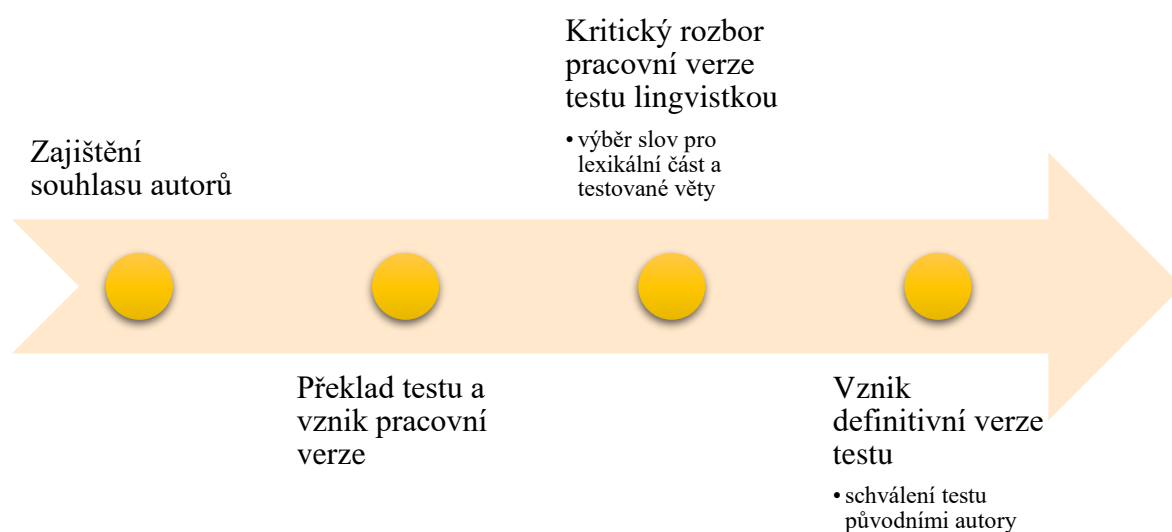 Zajištění
souhlasu autorů
Překlad testu a
vznik pracovní
verze
Kritický rozbor
pracovní verze
testu lingvistkou
• výběr slov pro
lexikální část a
testované věty
Vznik
definitivní verze
testu
• schválení testu
původními autory